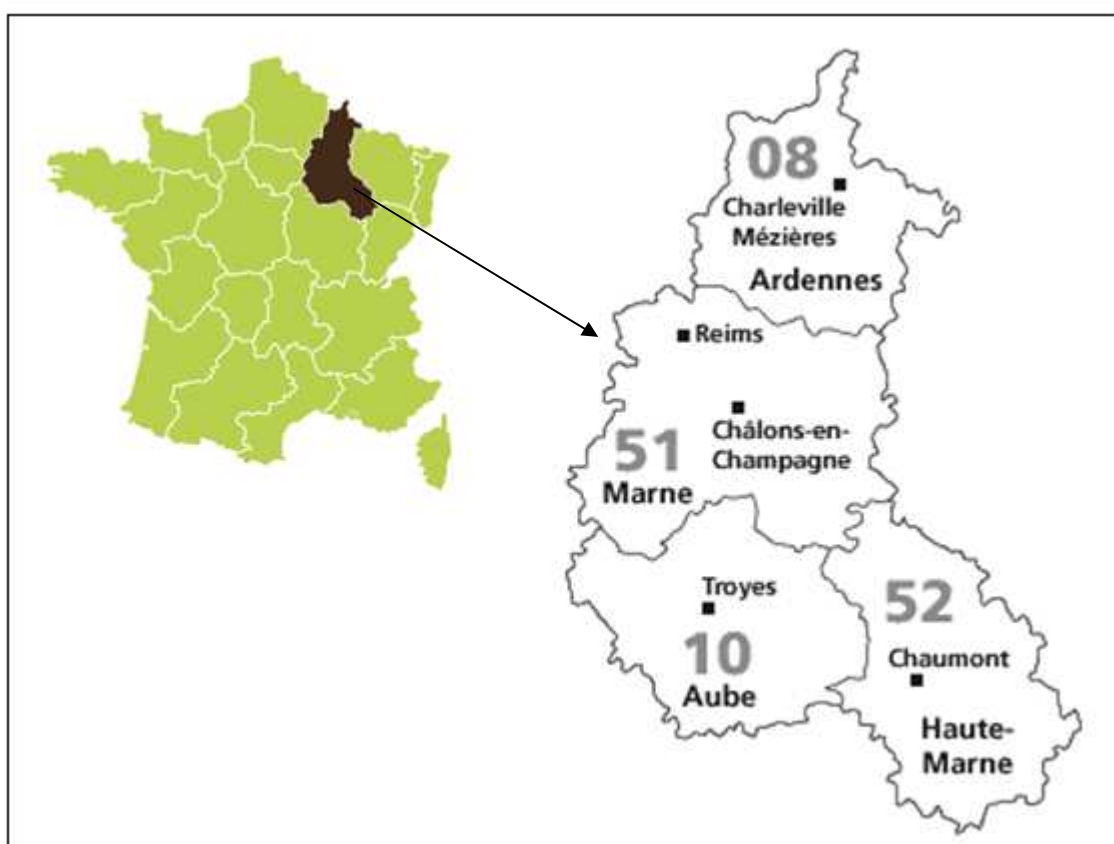 08
Charleville
Mézières
Ardennes
Reims
Châlons-en-
Champagne
51
Marne
Troyes
10
Aube
52
Chaumont
Haute-
Marne